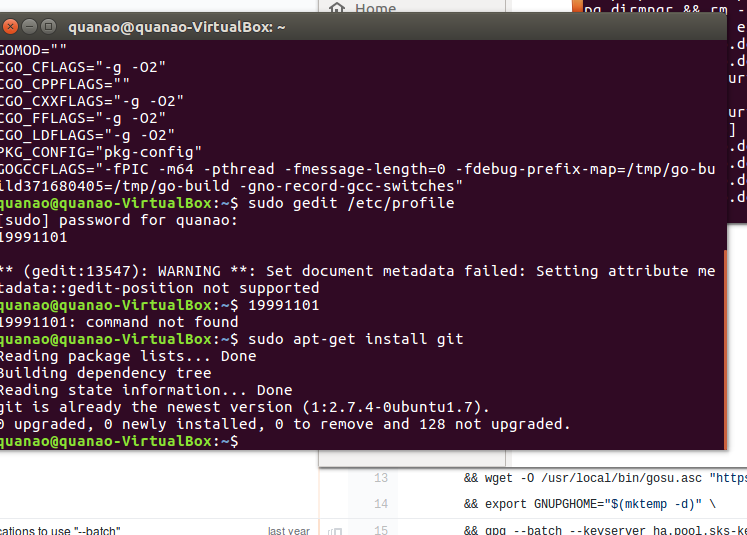 Home
quanao@quanao-VirtualBox: ~
GOMOD=""
CGO_CFLAGS="-g -O2"
CGO_CPPFLAGS=""
CGO_CXXFLAGS="-g -O2"
CGO_FFLAGS="-g -O2"
CGO_LDFLAGS="-g -O2"
PKG_CONFIG="pkg-config"
GOGCCFLAGS="-fPIC -m64 -pthread -fmessage-length=0 -fdebug-prefix-map=/tmp/go-bu
ild371680405=/tmp/go-build -gno-record-gcc-switches"
quanao@quanao-VirtualBox:~$ sudo gedit /etc/profile
[sudo] password for quanao:
19991101
** (gedit:13547): WARNING **: Set document metadata failed: Setting attribute me
tadata::gedit-position not supported
quanao@quanao-VirtualBox:~$ 19991101
19991101: command not found
quanao@quanao-VirtualBox:~$ sudo apt-get install git
Reading package lists... Done
Building dependency tree
Reading state information... Done
git is already the newest version (1:2.7.4-0ubuntu1.7).
0 upgraded, 0 newly installed, 0 to remove and 128 not upgraded.
quanao@quanao-VirtualBox:~$
13 && wget -O /usr/local/bin/gosu.asc "https
14 && export GNUPGHOME="$(mktemp -d)" \
cations to use "--batch" last year 15 && gpg --batch --keyserver ha.pool.sks-ke